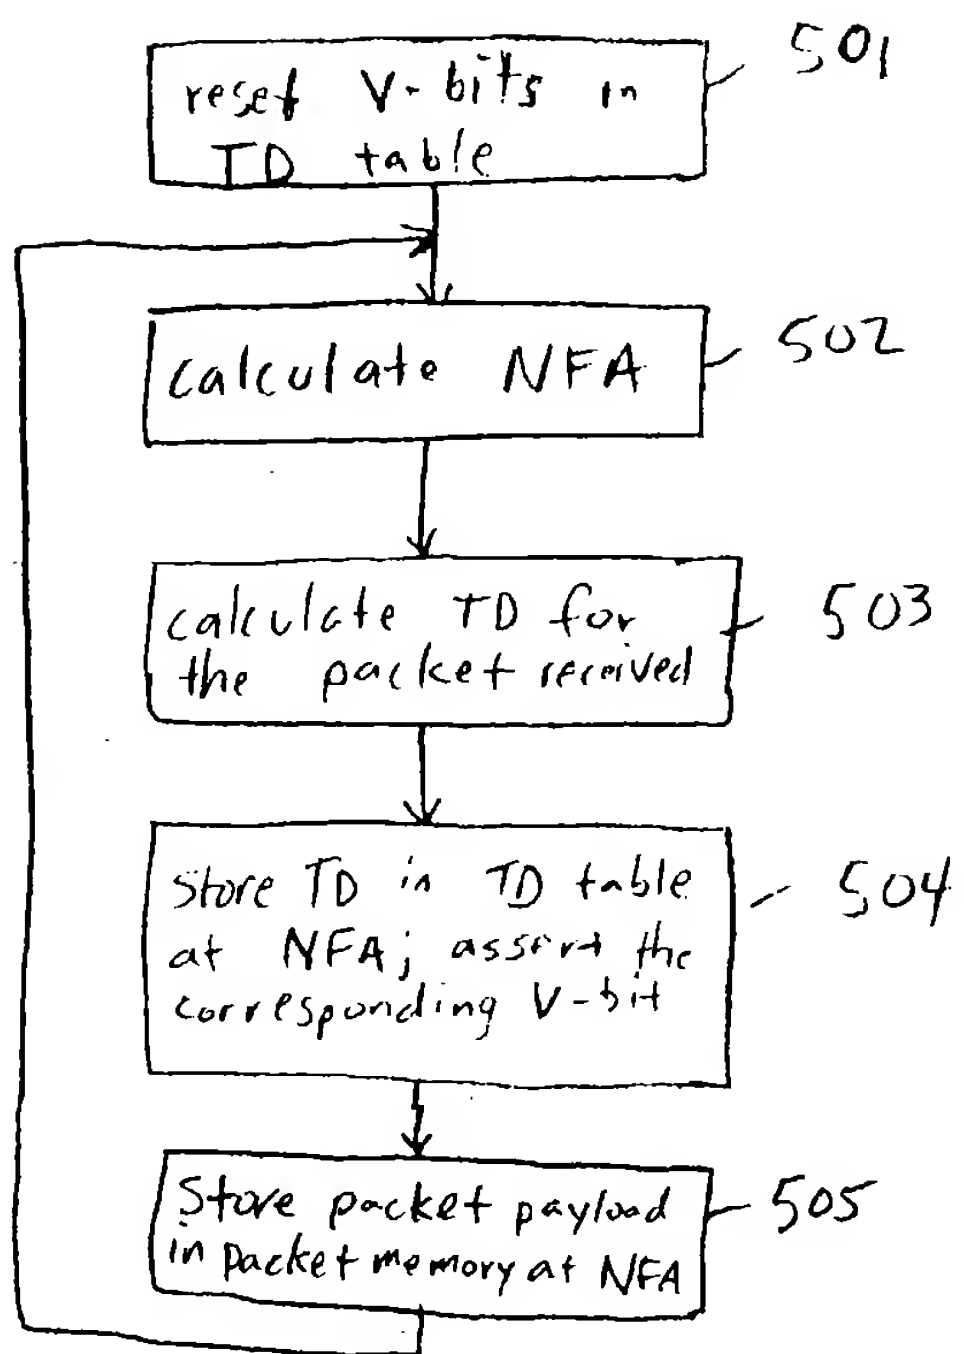 reset V-bits in
TD table
501
calculate NFA
502
calculate TD for
the packet received
503
store TD in TD table
at NFA; assert the
corresponding V-bit
504
Store packet payload
in packet memory at NFA
505